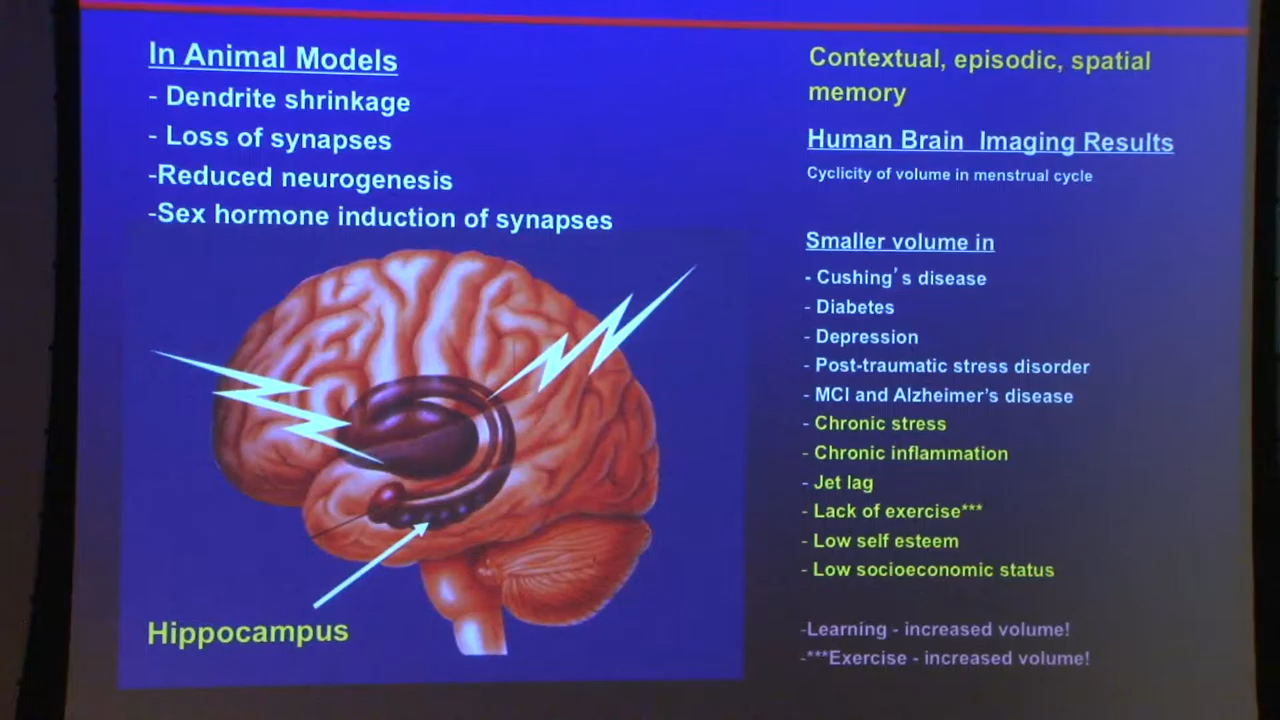 In Animal Models
- Dendrite shrinkage
- Loss of synapses
-Reduced neurogenesis
-Sex hormone induction of synapses
Hippocampus
Contextual, episodic, spatial
memory
Human Brain Imaging Results
Cyclicity of volume in menstrual cycle
Smaller volume in
- Cushing's disease
- Diabetes
- Depression
- Post-traumatic stress disorder
- MCI and Alzheimer's disease
- Chronic stress
- Chronic inflammation
- Jet lag
- Lack of exercise***
- Low self esteem
- Low socioeconomic status
-Learning - increased volume!
-***Exercise - increased volume!